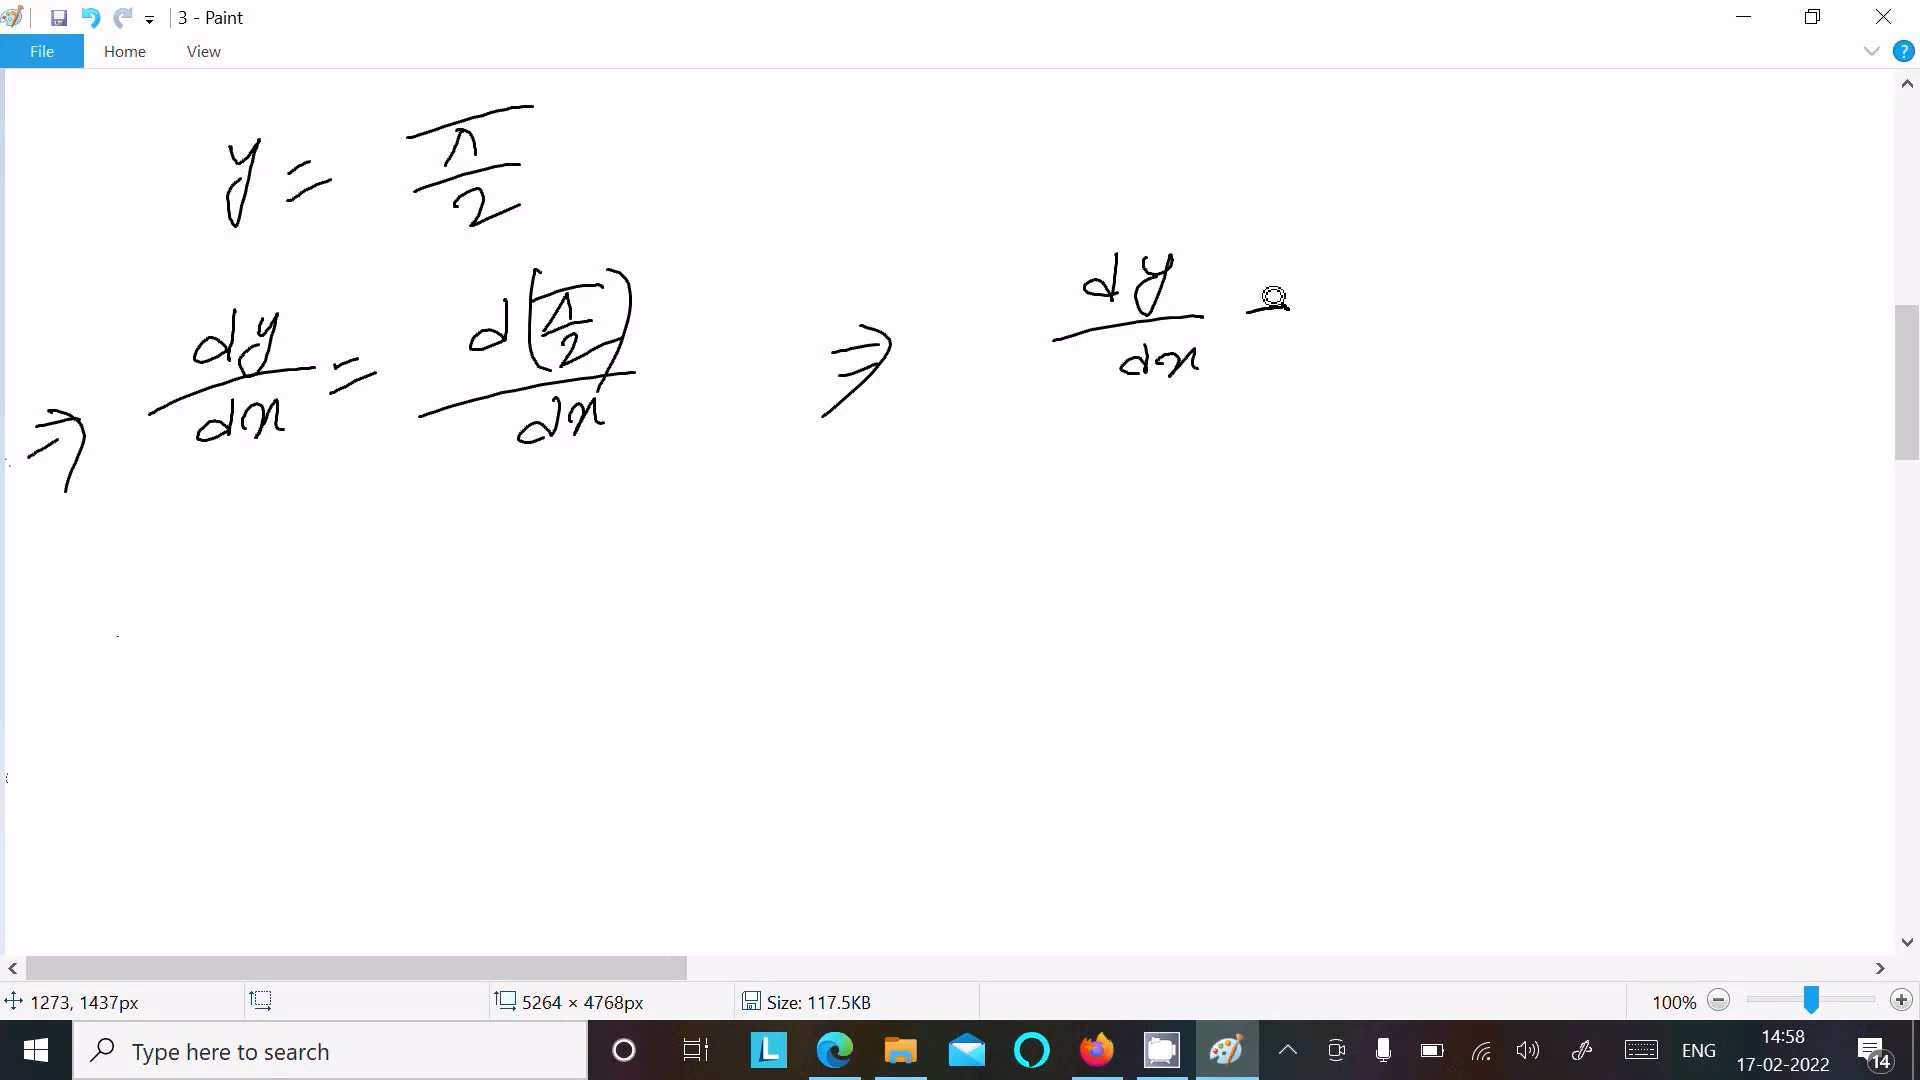 3 - Paint
File Home View
y = π/2
⇒ dy/dx = d(π/2)/dx ⇒ dy/dx =
1273, 1437px 5264 × 4768px Size: 117.5KB 100%
Type here to search L ENG 14:58
17-02-2022 14